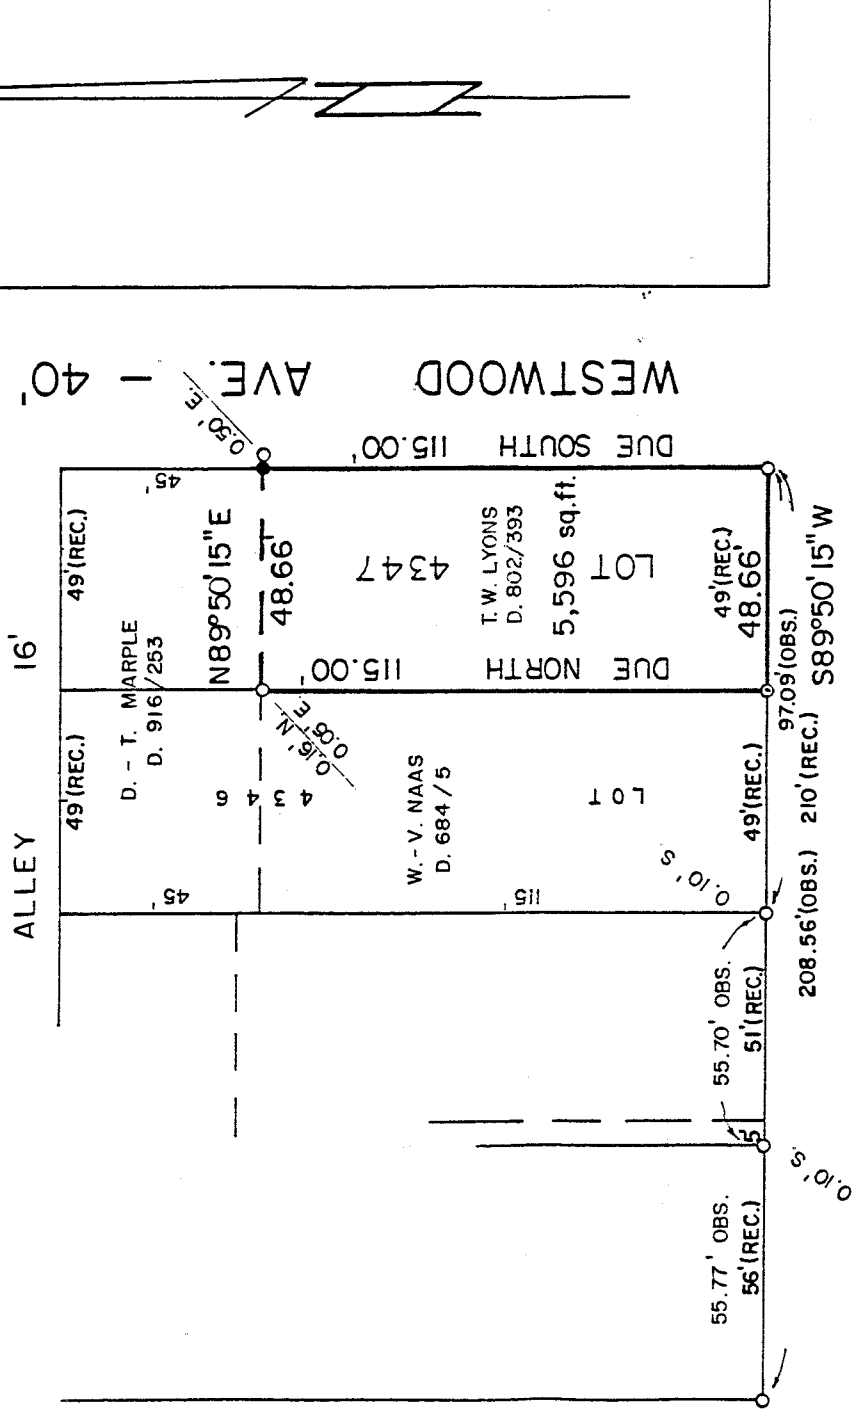 N
WESTWOOD AVE. — 40'
0.50' E.
DUE SOUTH 115.00'
45'
49'(REC.)
N89°50'15"E
48.66'
T.W. LYONS
D. 802/393
5,596 sq.ft.
LOT 4347
49'(REC.)
48.66'
S89°50'15"W
DUE NORTH 115.00'
ALLEY 16'
D. - T. MARPLE
D. 916/253
49'(REC.)
0.16' N.
0.06' E.
LOT 4346
W.-V. NAAS
D. 684/5
49'(REC.)
97.09'(OBS.)
208.56'(OBS.) 210'(REC.)
45'
115'
0.10' S
55.70' OBS.
51'(REC.)
5'
0.10' S.
55.77' OBS.
56'(REC.)